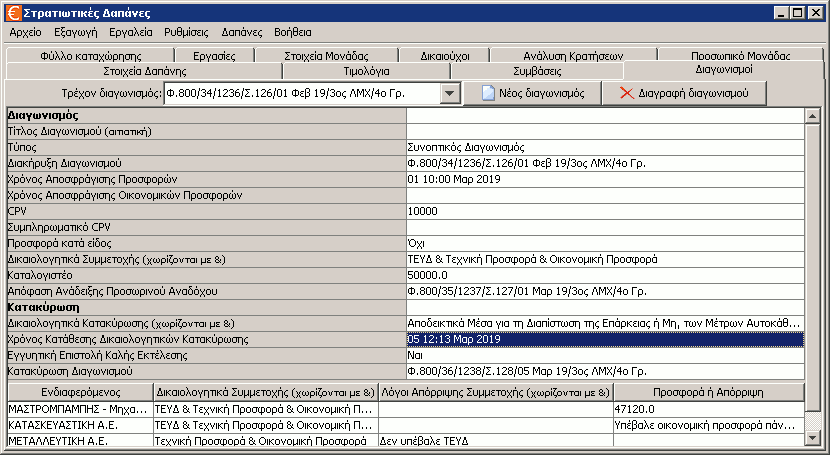 Στρατιωτικές Δαπάνες
Αρχείο Εξαγωγή Εργαλεία Ρυθμίσεις Δαπάνες Βοήθεια
Φύλλο καταχώρησης Εργασίες Στοιχεία Μονάδας Δικαιούχοι Ανάλυση Κρατήσεων Προσωπικό Μονάδας
Στοιχεία Δαπάνης Τιμολόγια Συμβάσεις Διαγωνισμοί
Τρέχον διαγωνισμός: Φ.800/34/1236/Σ.126/01 Φεβ 19/3ος ΛΜΧ/4ο Γρ. Νέος διαγωνισμός Διαγραφή διαγωνισμού
Διαγωνισμός
Τίτλος Διαγωνισμού (αιτιατική)
Τύπος Συνοπτικός Διαγωνισμός
Διακήρυξη Διαγωνισμού Φ.800/34/1236/Σ.126/01 Φεβ 19/3ος ΛΜΧ/4ο Γρ.
Χρόνος Αποσφράγισης Προσφορών 01 10:00 Μαρ 2019
Χρόνος Αποσφράγισης Οικονομικών Προσφορών
CPV 10000
Συμπληρωματικό CPV
Προσφορά κατά είδος Όχι
Δικαιολογητικά Συμμετοχής (χωρίζονται με &) ΤΕΥΔ & Τεχνική Προσφορά & Οικονομική Προσφορά
Καταλογιστέο 50000.0
Απόφαση Ανάδειξης Προσωρινού Αναδόχου Φ.800/35/1237/Σ.127/01 Μαρ 19/3ος ΛΜΧ/4ο Γρ.
Κατακύρωση
Δικαιολογητικά Κατακύρωσης (χωρίζονται με &) Αποδεικτικά Μέσα για τη Διαπίστωση της Επάρκειας ή Μη, των Μέτρων Αυτοκάθ...
Χρόνος Κατάθεσης Δικαιολογητικών Κατακύρωσης 05 12:13 Μαρ 2019
Εγγυητική Επιστολή Καλής Εκτέλεσης Ναι
Κατακύρωση Διαγωνισμού Φ.800/36/1238/Σ.128/05 Μαρ 19/3ος ΛΜΧ/4ο Γρ.
Ενδιαφερόμενος Δικαιολογητικά Συμμετοχής (χωρίζονται με &) Λόγοι Απόρριψης Συμμετοχής (χωρίζονται με &) Προσφορά ή Απόρριψη
ΜΑΣΤΡΟΜΠΑΜΠΗΣ - Μηχα... ΤΕΥΔ & Τεχνική Προσφορά & Οικονομική Π... 47120.0
ΚΑΤΑΣΚΕΥΑΣΤΙΚΗ Α.Ε. ΤΕΥΔ & Τεχνική Προσφορά & Οικονομική Π... Υπέβαλε οικονομική προσφορά πάν...
ΜΕΤΑΛΛΕΥΤΙΚΗ Α.Ε. Τεχνική Προσφορά & Οικονομική Προσφορά Δεν υπέβαλε ΤΕΥΔ